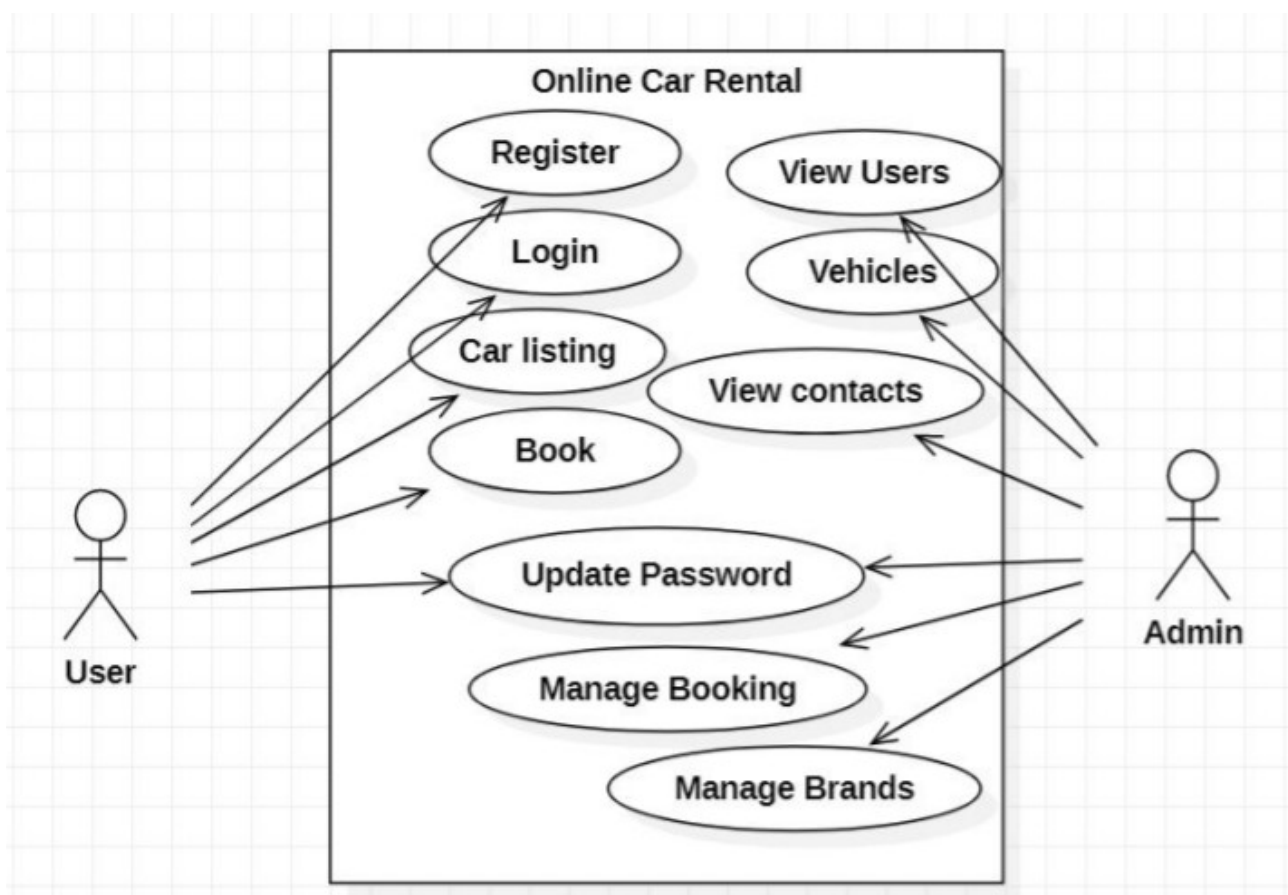 Online Car Rental
Register
View Users
Login
Vehicles
Car listing
View contacts
Book
Update Password
User
Admin
Manage Booking
Manage Brands